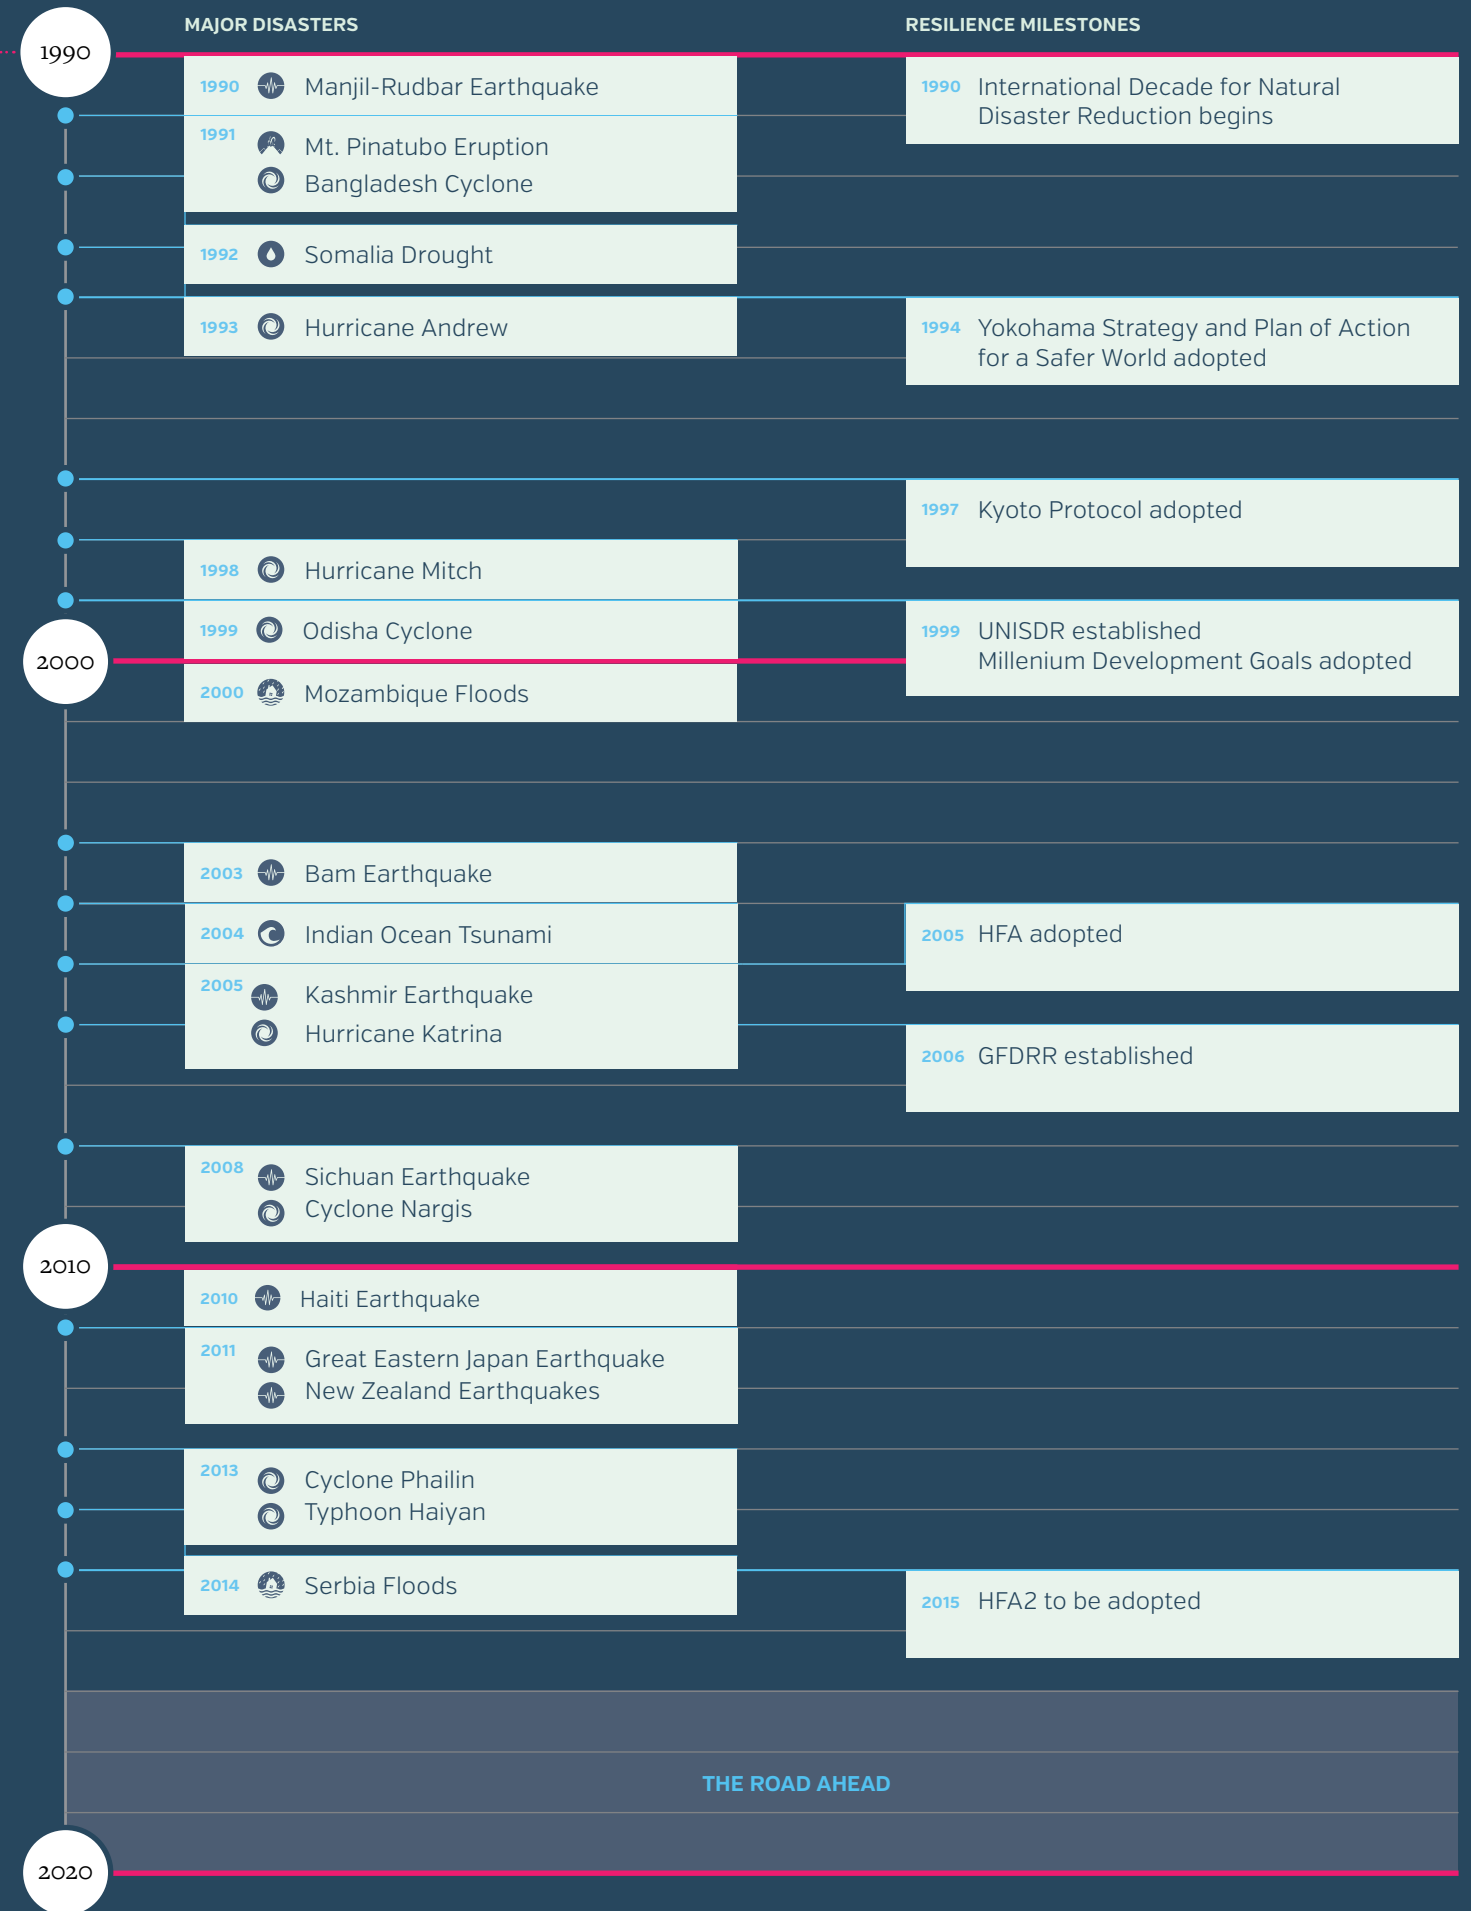 MAJOR DISASTERS
RESILIENCE MILESTONES
1990
1990 Manjil-Rudbar Earthquake
1990 International Decade for Natural
Disaster Reduction begins
1991 Mt. Pinatubo Eruption
Bangladesh Cyclone
1992 Somalia Drought
1993 Hurricane Andrew
1994 Yokohama Strategy and Plan of Action
for a Safer World adopted
1997 Kyoto Protocol adopted
1998 Hurricane Mitch
1999 Odisha Cyclone
1999 UNISDR established
Millenium Development Goals adopted
2000
2000 Mozambique Floods
2003 Bam Earthquake
2004 Indian Ocean Tsunami
2005 HFA adopted
2005 Kashmir Earthquake
Hurricane Katrina
2006 GFDRR established
2008 Sichuan Earthquake
Cyclone Nargis
2010
2010 Haiti Earthquake
2011 Great Eastern Japan Earthquake
New Zealand Earthquakes
2013 Cyclone Phailin
Typhoon Haiyan
2014 Serbia Floods
2015 HFA2 to be adopted
THE ROAD AHEAD
2020